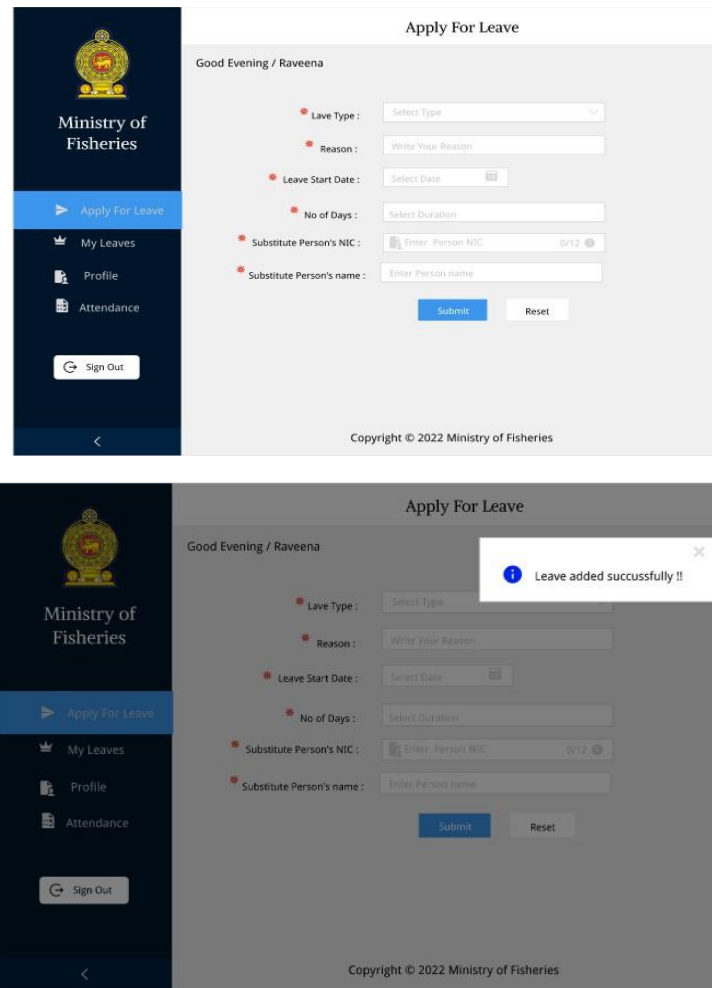 Apply For Leave
Good Evening / Raveena
Ministry of
Fisheries
* Lave Type :
Select Type
* Reason :
Write Your Reason
* Leave Start Date :
Select Date
* No of Days :
Select Duration
* Substitute Person's NIC :
Enter Person NIC
0/12
* Substitute Person's name :
Enter Person name
Submit
Reset
Apply For Leave
My Leaves
Profile
Attendance
Sign Out
<
Copyright © 2022 Ministry of Fisheries
Apply For Leave
Good Evening / Raveena
Leave added succussfully !!
Ministry of
Fisheries
* Lave Type :
Select Type
* Reason :
Write Your Reason
* Leave Start Date :
Select Date
* No of Days :
Select Duration
* Substitute Person's NIC :
Enter Person NIC
0/12
* Substitute Person's name :
Enter Person name
Submit
Reset
Apply For Leave
My Leaves
Profile
Attendance
Sign Out
<
Copyright © 2022 Ministry of Fisheries